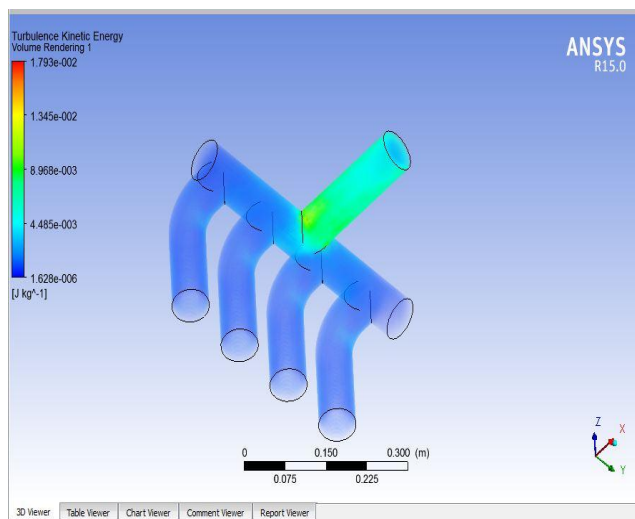 Turbulence Kinetic Energy
Volume Rendering 1
1.793e-002
1.345e-002
8.968e-003
4.485e-003
1.628e-006
[J kg^-1]
ANSYS
R15.0
0 0.150 0.300 (m)
0.075 0.225
Z
X
Y
3D Viewer Table Viewer Chart Viewer Comment Viewer Report Viewer